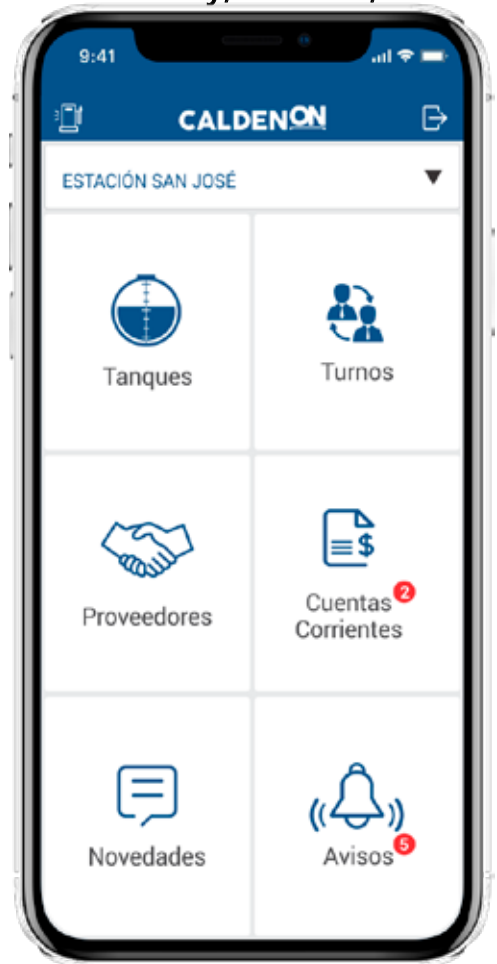 9:41
CALDENON
ESTACIÓN SAN JOSÉ
Tanques
Turnos
Proveedores
Cuentas 2
Corrientes
Novedades
Avisos 5